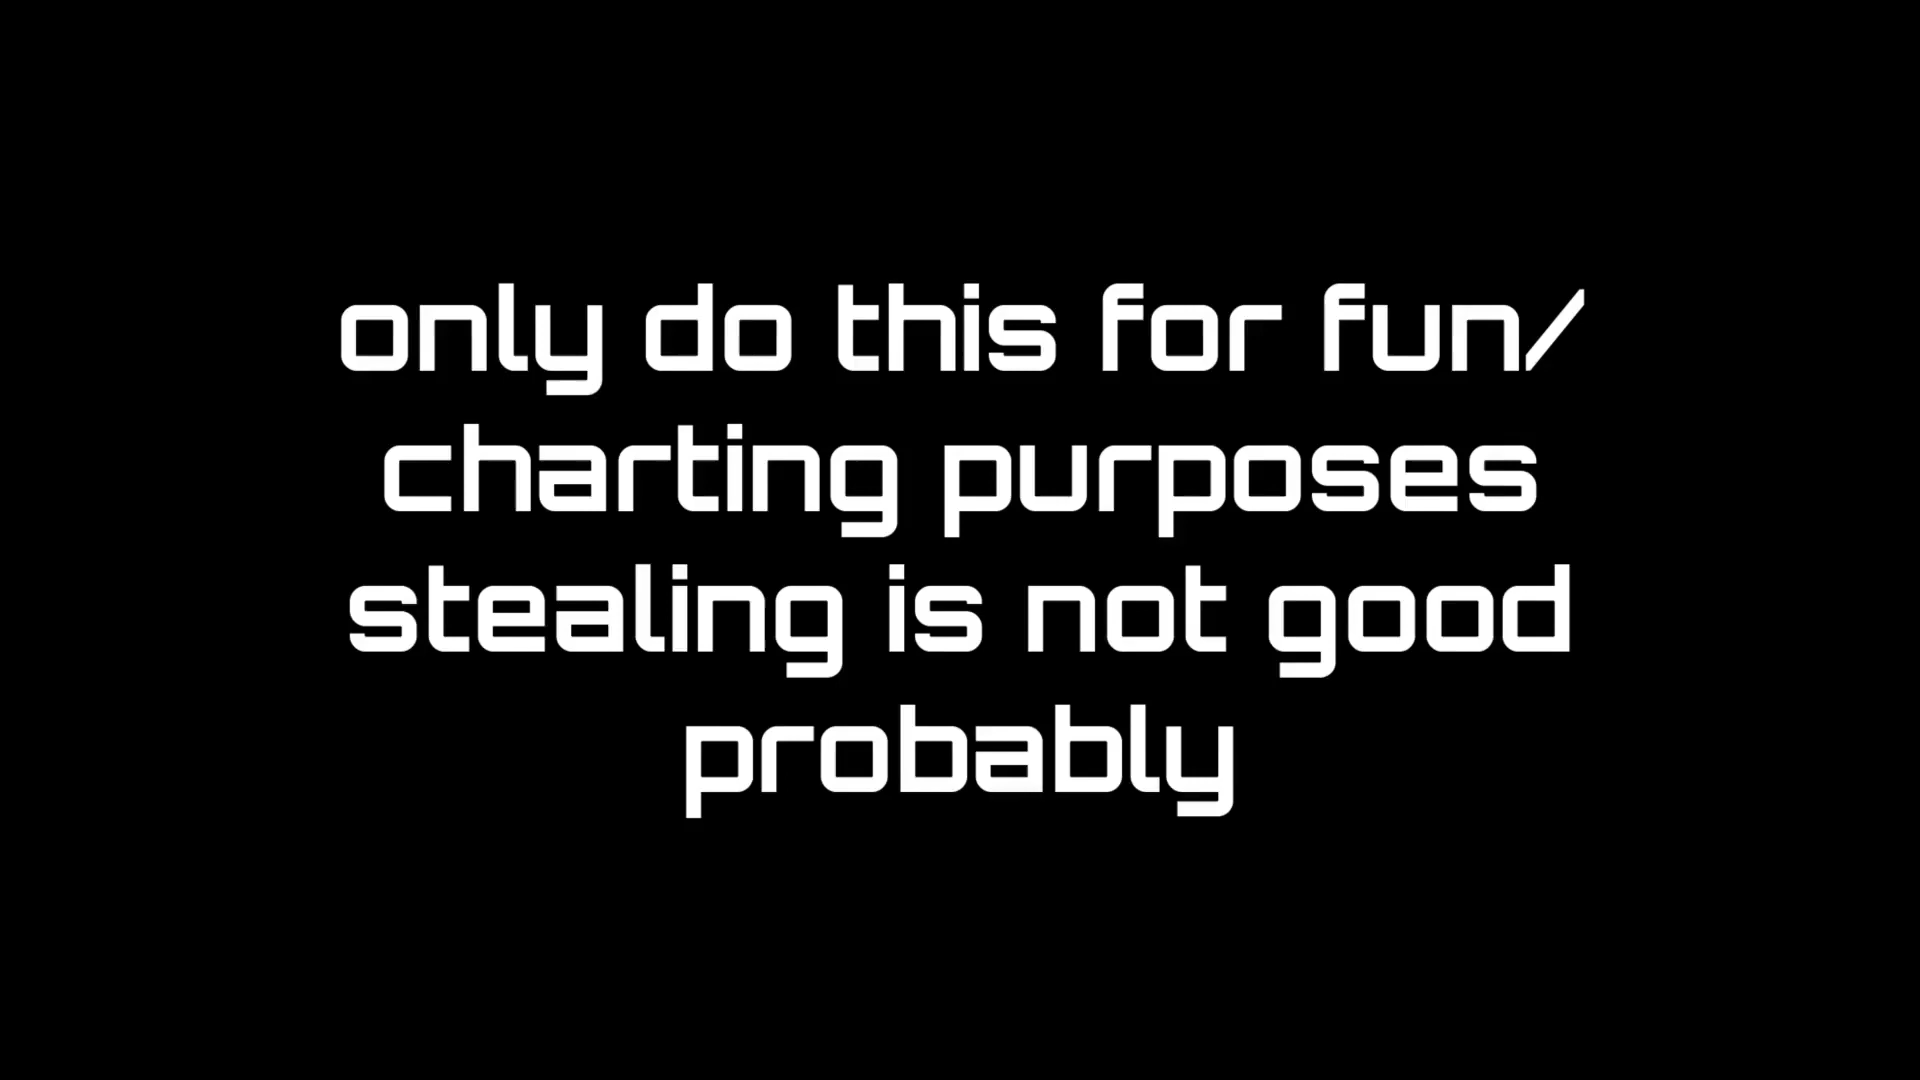 only do this for fun/
charting purposes
stealing is not good
probably